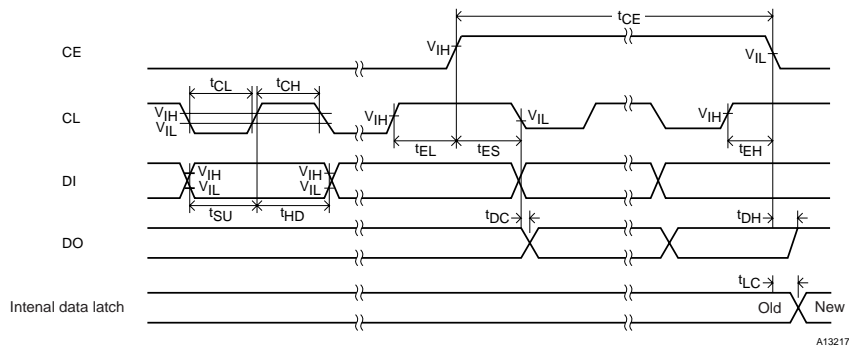 tCE
CE
VIH
VIL
tCL
tCH
CL
VIH
VIL
VIH
VIL
VIH
tEL
tES
tEH
DI
VIH
VIL
VIH
VIL
tSU
tHD
tDC
tDH
DO
tLC
Intenal data latch
Old
New
A13217